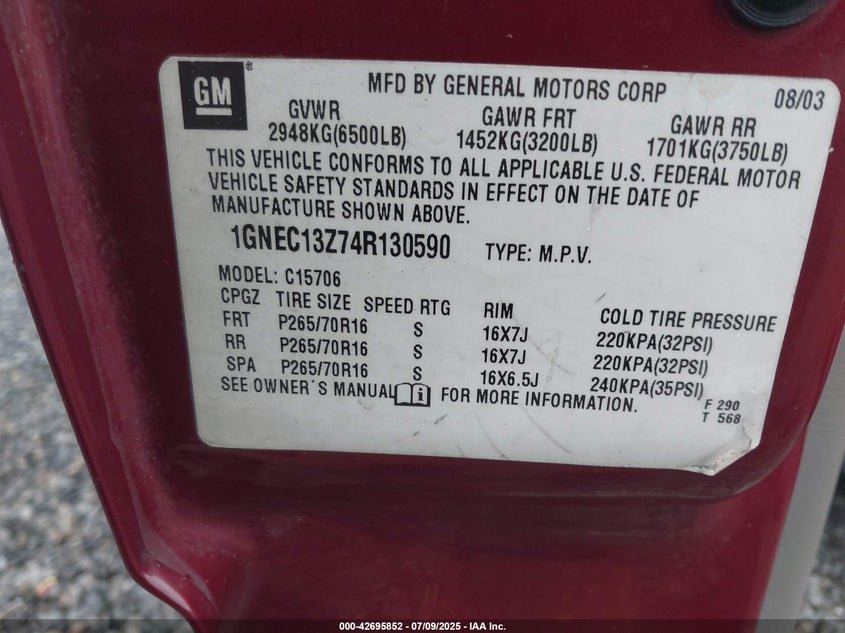 GM
MFD BY GENERAL MOTORS CORP 08/03
GVWR GAWR FRT GAWR RR
2948KG(6500LB) 1452KG(3200LB) 1701KG(3750LB)
THIS VEHICLE CONFORMS TO ALL APPLICABLE U.S. FEDERAL MOTOR
VEHICLE SAFETY STANDARDS IN EFFECT ON THE DATE OF
MANUFACTURE SHOWN ABOVE.
1GNEC13Z74R130590 TYPE: M.P.V.
MODEL: C15706
CPGZ TIRE SIZE SPEED RTG RIM COLD TIRE PRESSURE
FRT P265/70R16 S 16X7J 220KPA(32PSI)
RR P265/70R16 S 16X7J 220KPA(32PSI)
SPA P265/70R16 S 16X6.5J 240KPA(35PSI)
SEE OWNER'S MANUAL i FOR MORE INFORMATION.
F 290
T 568
000-42695852 / 07/09/2025 - IAA Inc.